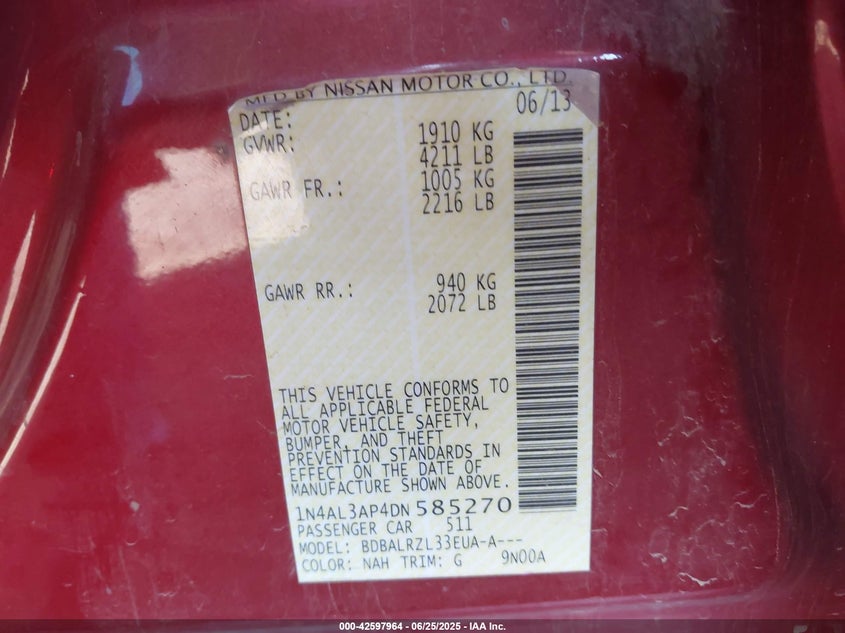 MFD BY NISSAN MOTOR CO., LTD.
DATE: 06/13
GVWR: 1910 KG
4211 LB
GAWR FR.: 1005 KG
2216 LB
GAWR RR.: 940 KG
2072 LB
THIS VEHICLE CONFORMS TO
ALL APPLICABLE FEDERAL
MOTOR VEHICLE SAFETY,
BUMPER, AND THEFT
PREVENTION STANDARDS IN
EFFECT ON THE DATE OF
MANUFACTURE SHOWN ABOVE.
1N4AL3AP4DN 585270
PASSENGER CAR 511
MODEL: BDBALRZL33EUA-A---
COLOR: NAH TRIM: G 9N00A
000-42597964 - 06/25/2025 - IAA Inc.